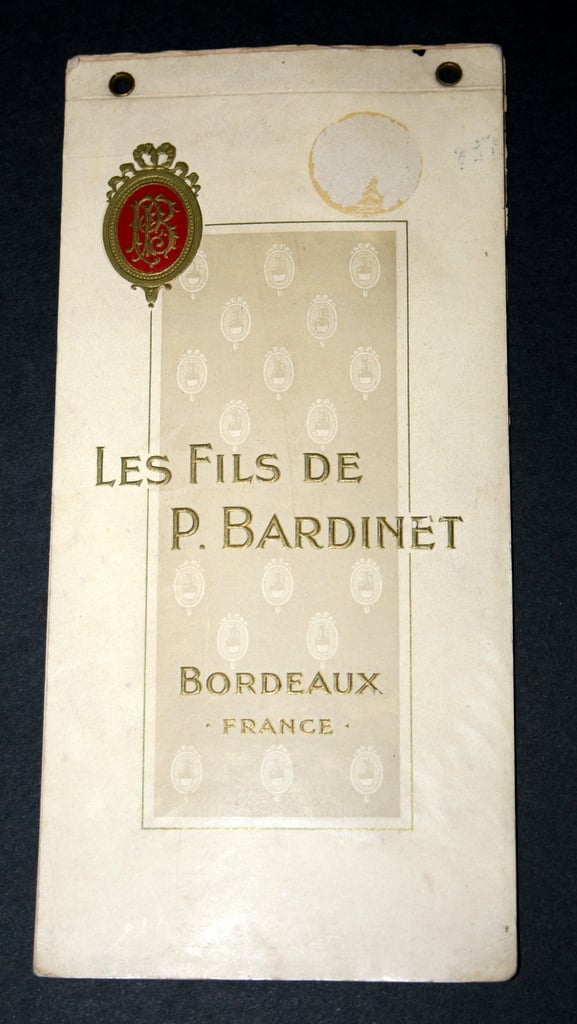 LES FILS DE
P. BARDINET
BORDEAUX
· FRANCE ·